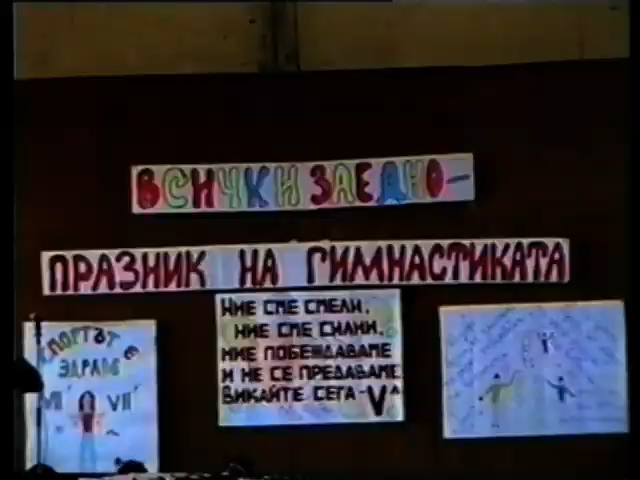 ВСИЧКИ ЗАЕДНО-
ПРАЗНИК НА ГИМНАСТИКАТА
НИЕ СМЕ СМЕЛИ,
НИЕ СМЕ СИЛНИ,
НИЕ ПОБЕЖДАВАМЕ
И НЕ СЕ ПРЕДАВАМЕ.
ВИКАЙТЕ СЕГА - V^А
СПОРТЪТ Е
ЗДРАВЕ
VII